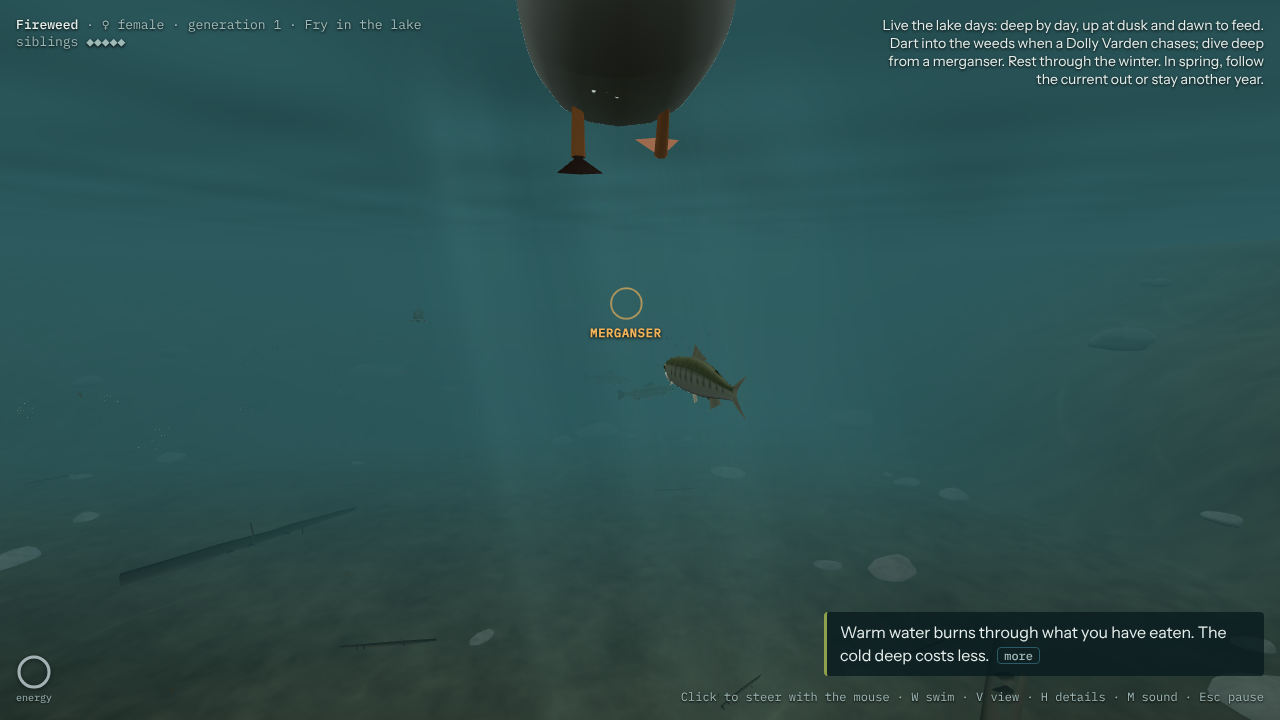 Fireweed · ♀ female · generation 1 · Fry in the lake
siblings ◆◆◆◆◆
Live the lake days: deep by day, up at dusk and dawn to feed.
Dart into the weeds when a Dolly Varden chases; dive deep
from a merganser. Rest through the winter. In spring, follow
the current out or stay another year.
MERGANSER
Warm water burns through what you have eaten. The
cold deep costs less. more
energy
Click to steer with the mouse · W swim · V view · H details · M sound · Esc pause